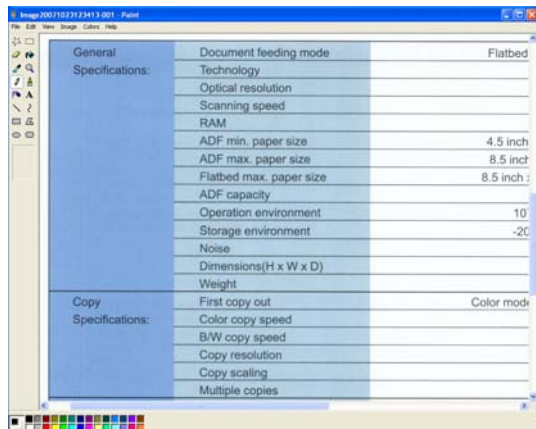 Image20071023123413-001 - Paint
File Edit View Image Colors Help
General Document feeding mode Flatbed
Specifications: Technology
Optical resolution
Scanning speed
RAM
ADF min. paper size 4.5 inch
ADF max. paper size 8.5 inch
Flatbed max. paper size 8.5 inch
ADF capacity
Operation environment 10
Storage environment -20
Noise
Dimensions(H x W x D)
Weight
Copy First copy out Color mode
Specifications: Color copy speed
B/W copy speed
Copy resolution
Copy scaling
Multiple copies